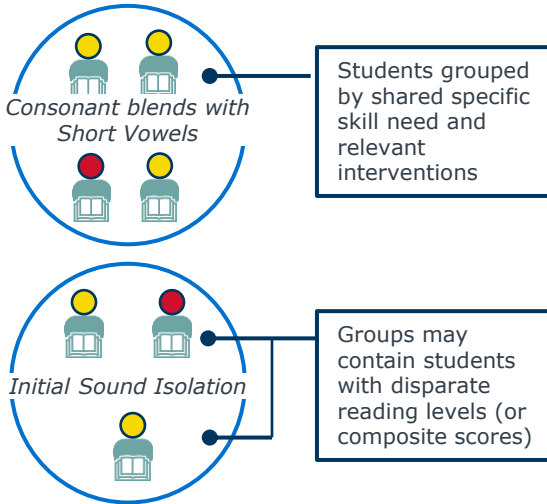 Consonant blends with
Short Vowels
Students grouped
by shared specific
skill need and
relevant
interventions
Initial Sound Isolation
Groups may
contain students
with disparate
reading levels (or
composite scores)